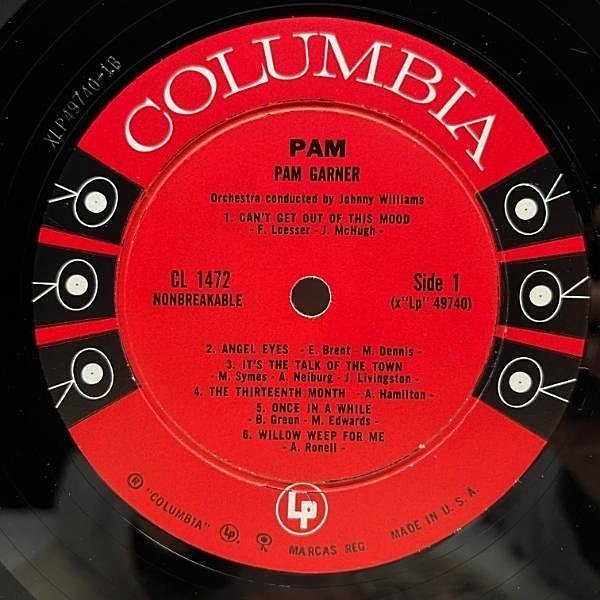 COLUMBIA
XLP49740-1B
PAM
PAM GARNER
Orchestra conducted by Johnny Williams
1. CAN'T GET OUT OF THIS MOOD
- F. Loesser - J. McHugh -
CL 1472
NONBREAKABLE
Side 1
(x"Lp" 49740)
2. ANGEL EYES - E. Brent - M. Dennis -
3. IT'S THE TALK OF THE TOWN
- M. Symes - A. Neiburg - J. Livingston -
4. THE THIRTEENTH MONTH - A. Hamilton -
5. ONCE IN A WHILE
- B. Green - M. Edwards -
6. WILLOW WEEP FOR ME
- A. Ronell -
Lp
® "COLUMBIA" Lp ®, MARCAS REG. MADE IN U.S.A.